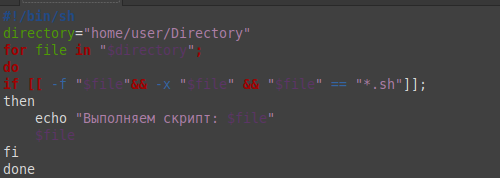 #!/bin/sh
directory="home/user/Directory"
for file in "$directory";
do
if [[ -f "$file"&& -x "$file" && "$file" == "*.sh"]];
then
    echo "Выполняем скрипт: $file"
    $file
fi
done